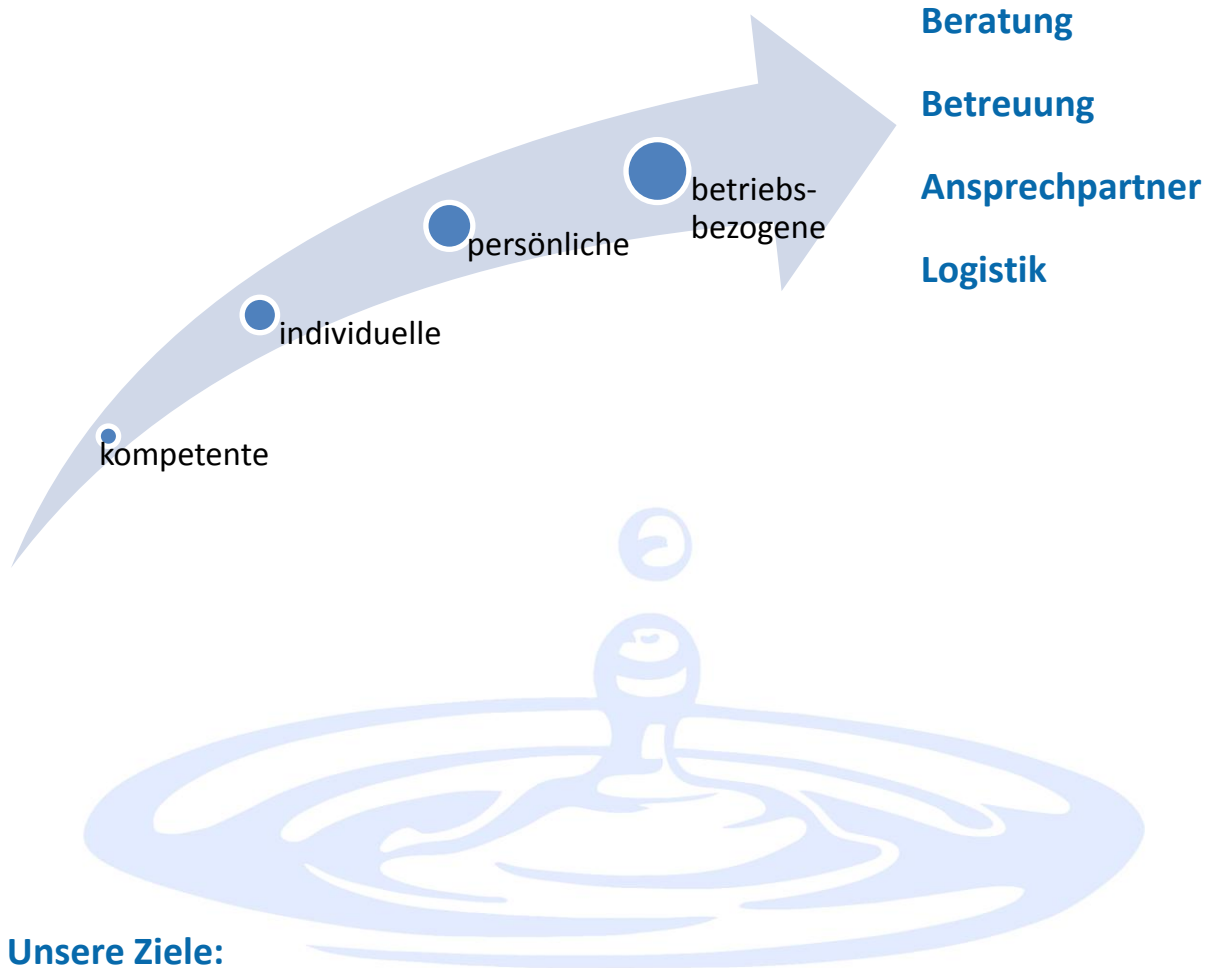 Beratung
Betreuung
betriebs-
bezogene
Ansprechpartner
persönliche
Logistik
individuelle
kompetente
Unsere Ziele: